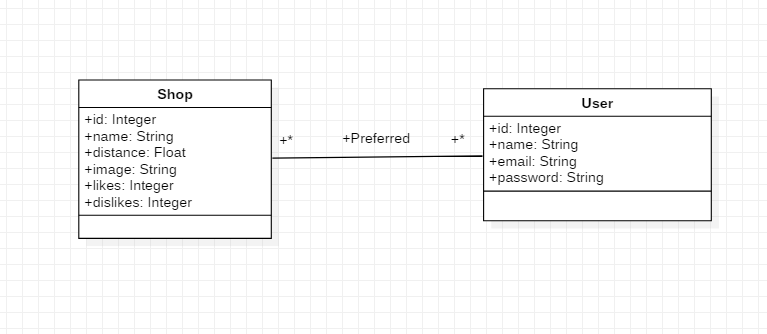 Shop
+id: Integer
+name: String
+distance: Float
+image: String
+likes: Integer
+dislikes: Integer
+*
+Preferred
+*
User
+id: Integer
+name: String
+email: String
+password: String